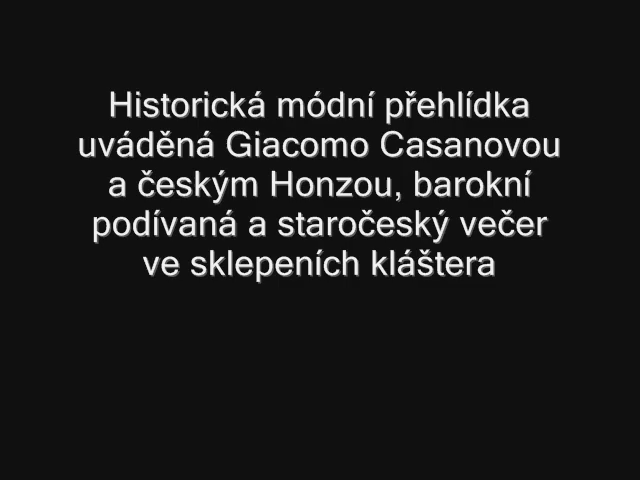 Historická módní přehlídka
uváděná Giacomo Casanovou
a českým Honzou, barokní
podívaná a staročeský večer
ve sklepeních kláštera